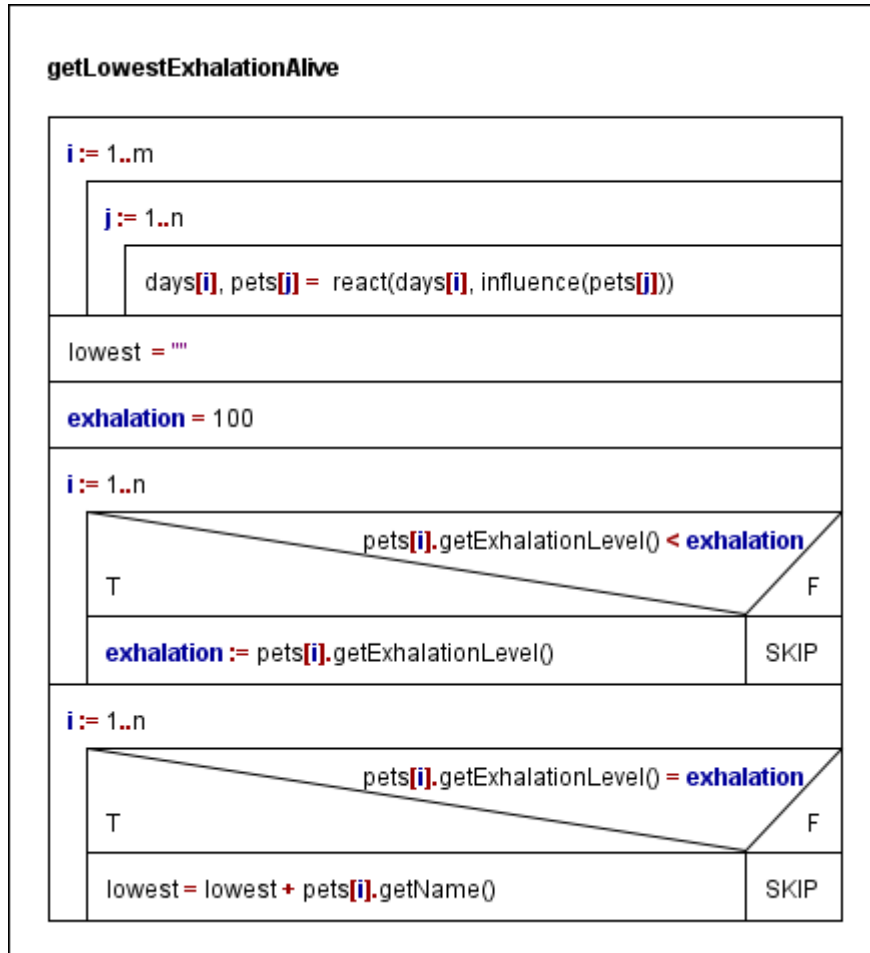 getLowestExhalationAlive
i := 1..m
j := 1..n
days[i], pets[j] = react(days[i], influence(pets[j]))
lowest = ""
exhalation = 100
i := 1..n
pets[i].getExhalationLevel() < exhalation
T F
exhalation := pets[i].getExhalationLevel() SKIP
i := 1..n
pets[i].getExhalationLevel() = exhalation
T F
lowest = lowest + pets[i].getName() SKIP